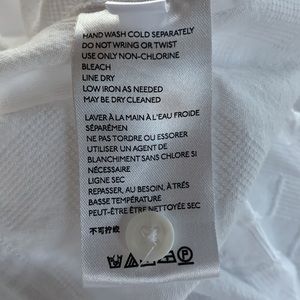 HAND WASH COLD SEPARATELY
DO NOT WRING OR TWIST
USE ONLY NON-CHLORINE
BLEACH
LINE DRY
LOW IRON AS NEEDED
MAY BE DRY CLEANED
LAVER À LA MAIN À L'EAU FROIDE
SÉPARÉMEN
NE PAS TORDRE OU ESSORER
UTILISER UN AGENT DE
BLANCHIMENT SANS CHLORE SI
NÉCESSAIRE
LIGNE SEC
REPASSER, AU BESOIN, À TRÉS
BASSE TEMPÉRATURE
PEUT-ÊTRE ÊTRE NETTOYÉE SEC
不可拧绞